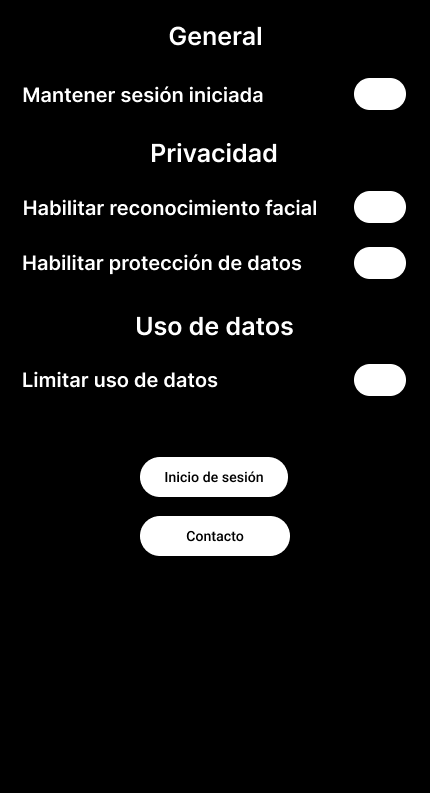 General
Mantener sesión iniciada
Privacidad
Habilitar reconocimiento facial
Habilitar protección de datos
Uso de datos
Limitar uso de datos
Inicio de sesión
Contacto